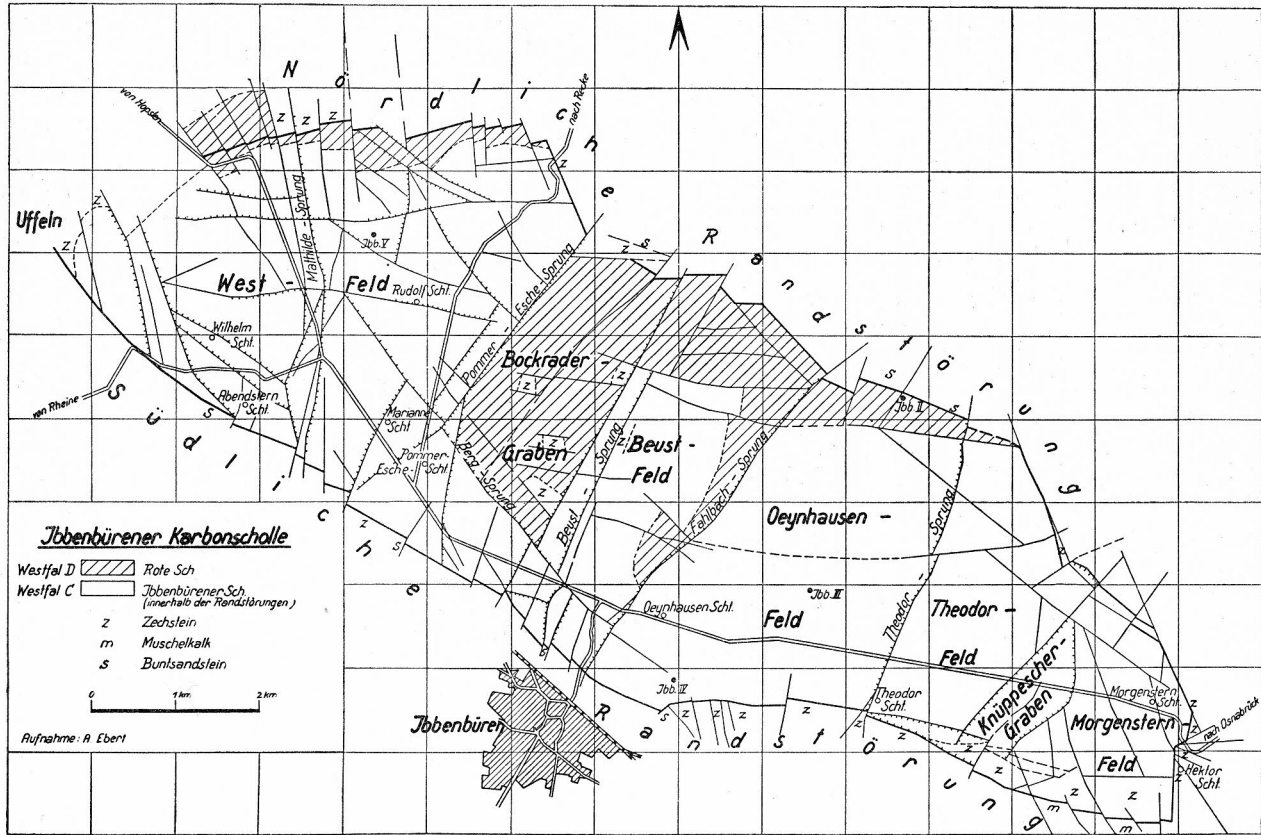 Nördliche Randstörung
von Hopsten
nach Recke
Uffeln
z
z
z
z
z
z
s
z
Mathilde - Sprung
Jbb. V
West - Feld
Rudolf Scht.
Pommer - Esche - Sprung
Wilhelm Scht.
von Rheine
Abendstern Scht.
Bockrader - Graben
z
z
z
z
z
Marianne Scht.
Pommer Esche - Scht.
Berg - Sprung
Beust - Sprung
Beust - Feld
Fahlbach - Sprung
s
Jbb. II
s
Oeynhausen - Feld
Theodor - Sprung
Südliche Randstörung
z
s
Jbbenbürener Karbonscholle
Westfal D Rote Sch
Westfal C Jbbenbürener Sch.
(innerhalb der Randstörungen)
z Zechstein
m Muschelkalk
s Buntsandstein
0 1 km 2 km
Aufnahme: A. Ebert
Oeynhausen Scht.
Jbb. III
Theodor - Feld
Jbbenbüren
Jbb. IV
s
z
z
z
z
z
Theodor Scht.
Knüppescher - Graben
Morgenstern Scht.
Morgenstern - Feld
nach Osnabrück
Hektor Scht.
z
z
z
z
z
z
m
m